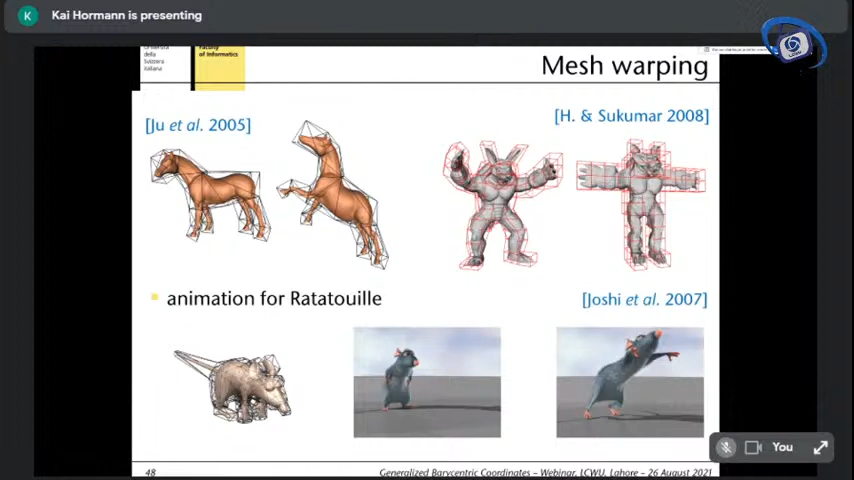 K Kai Hormann is presenting
Università
della
Svizzera
italiana
Faculty
of Informatics
Mesh warping
[Ju et al. 2005]
[H. & Sukumar 2008]
animation for Ratatouille
[Joshi et al. 2007]
You
48
Generalized Barycentric Coordinates – Webinar, LCWU, Lahore – 26 August 2021